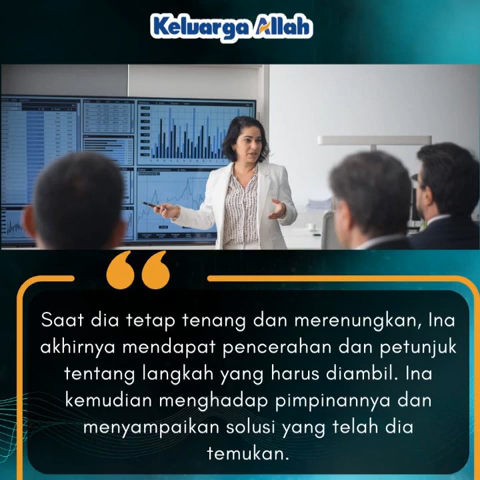 Keluarga Allah
Saat dia tetap tenang dan merenungkan, Ina
akhirnya mendapat pencerahan dan petunjuk
tentang langkah yang harus diambil. Ina
kemudian menghadap pimpinannya dan
menyampaikan solusi yang telah dia
temukan.